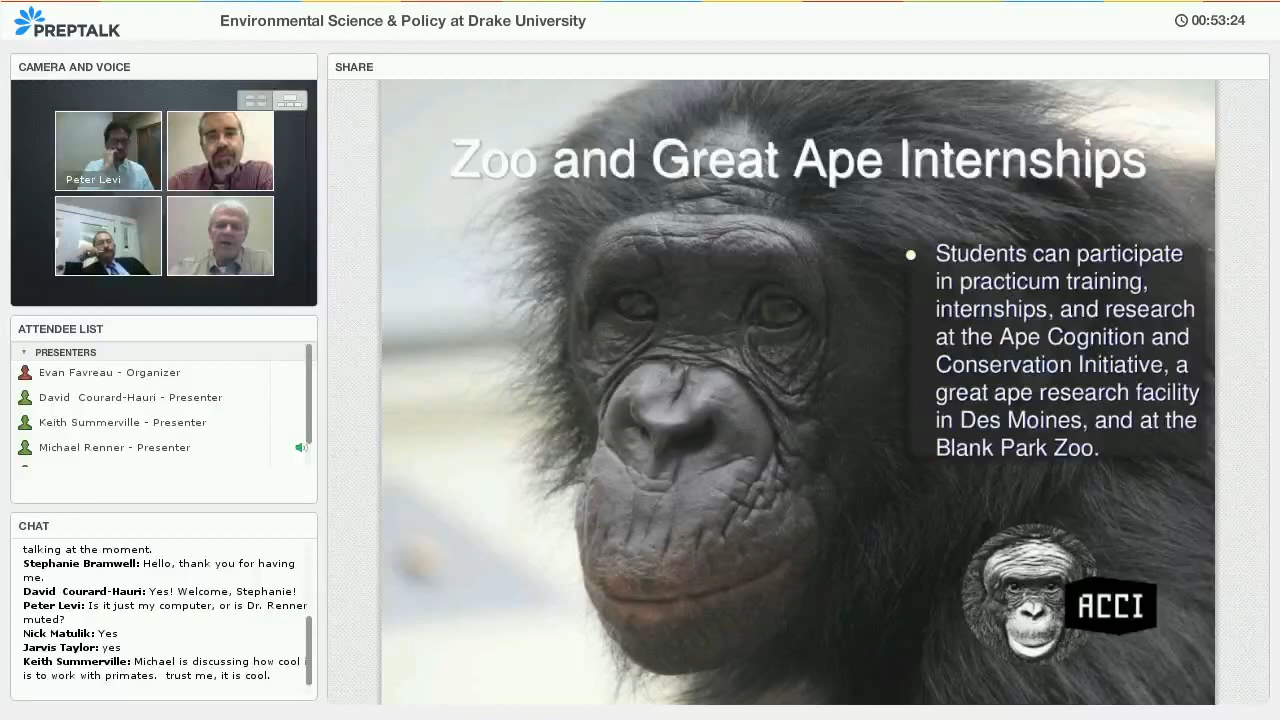 PREPTALK
Environmental Science & Policy at Drake University
00:53:24
CAMERA AND VOICE
Peter Levi
ATTENDEE LIST
PRESENTERS
Evan Favreau - Organizer
David Courard-Hauri - Presenter
Keith Summerville - Presenter
Michael Renner - Presenter
CHAT
talking at the moment.
Stephanie Bramwell: Hello, thank you for having
me.
David Courard-Hauri: Yes! Welcome, Stephanie!
Peter Levi: Is it just my computer, or is Dr. Renner
muted?
Nick Matulik: Yes
Jarvis Taylor: yes
Keith Summerville: Michael is discussing how cool i
is to work with primates. trust me, it is cool.
SHARE
Zoo and Great Ape Internships
• Students can participate
in practicum training,
internships, and research
at the Ape Cognition and
Conservation Initiative, a
great ape research facility
in Des Moines, and at the
Blank Park Zoo.
ACCI